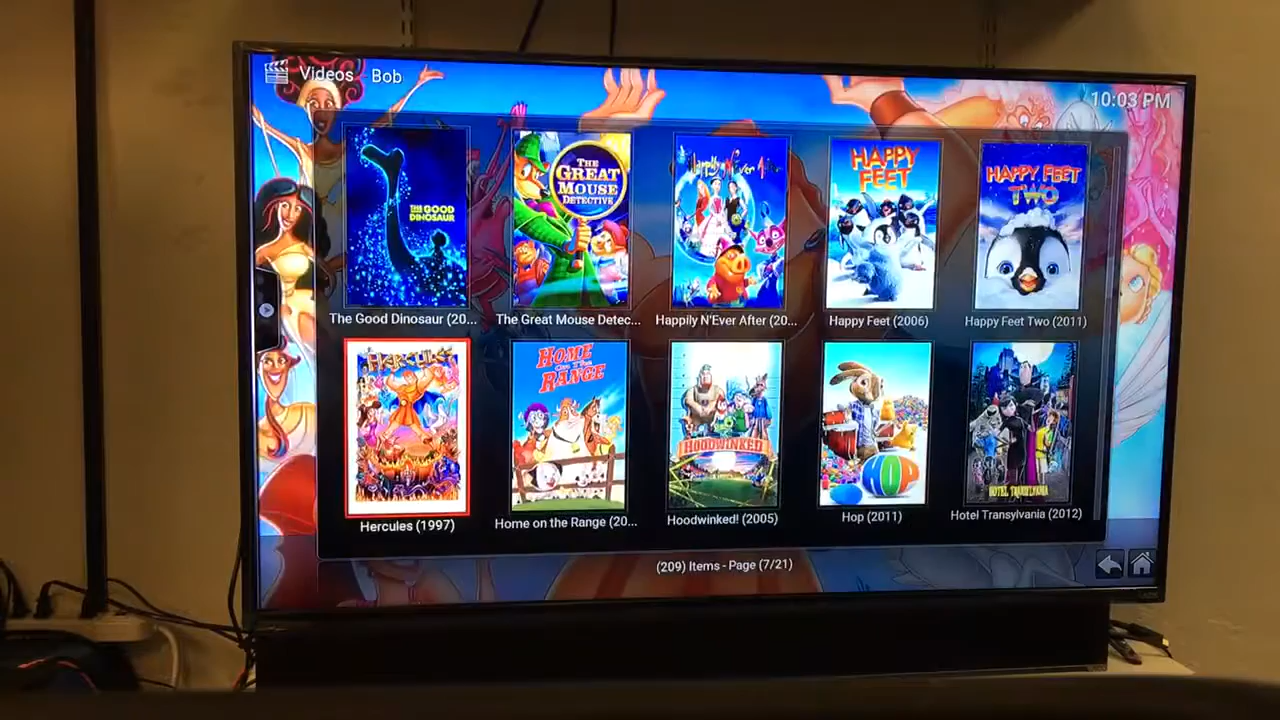 Videos - Bob
10:03 PM
THE GOOD
DINOSAUR
THE
GREAT
MOUSE
DETECTIVE
Happily N'Ever After
HAPPY
FEET
HAPPY FEET
TWO
The Good Dinosaur (20...
The Great Mouse Detec...
Happily N'Ever After (20...
Happy Feet (2006)
Happy Feet Two (2011)
HERCULES
HOME
ON THE
RANGE
HOODWINKED
HOP
HOTEL TRANSYLVANIA
Hercules (1997)
Home on the Range (20...
Hoodwinked! (2005)
Hop (2011)
Hotel Transylvania (2012)
(209) Items - Page (7/21)